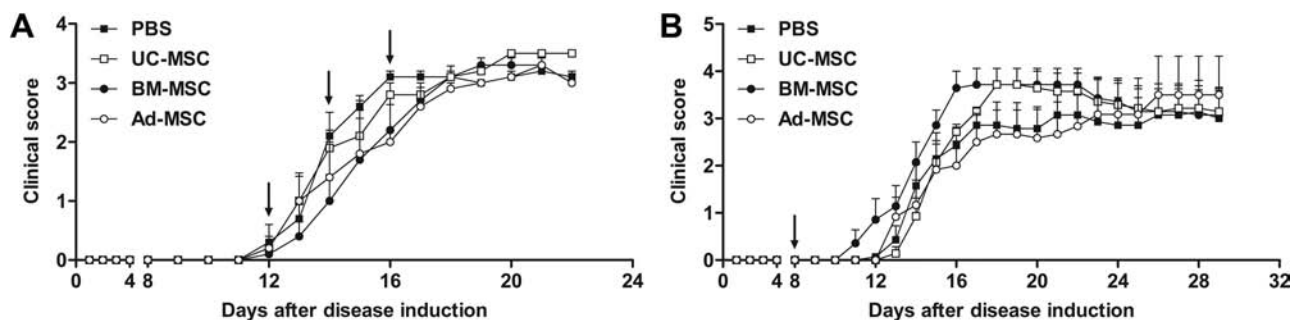 A
PBS
UC-MSC
BM-MSC
Ad-MSC
Clinical score
4
3
2
1
0
0 4 8 12 16 20 24
Days after disease induction
B
PBS
UC-MSC
BM-MSC
Ad-MSC
Clinical score
5
4
3
2
1
0
0 4 8 12 16 20 24 28 32
Days after disease induction